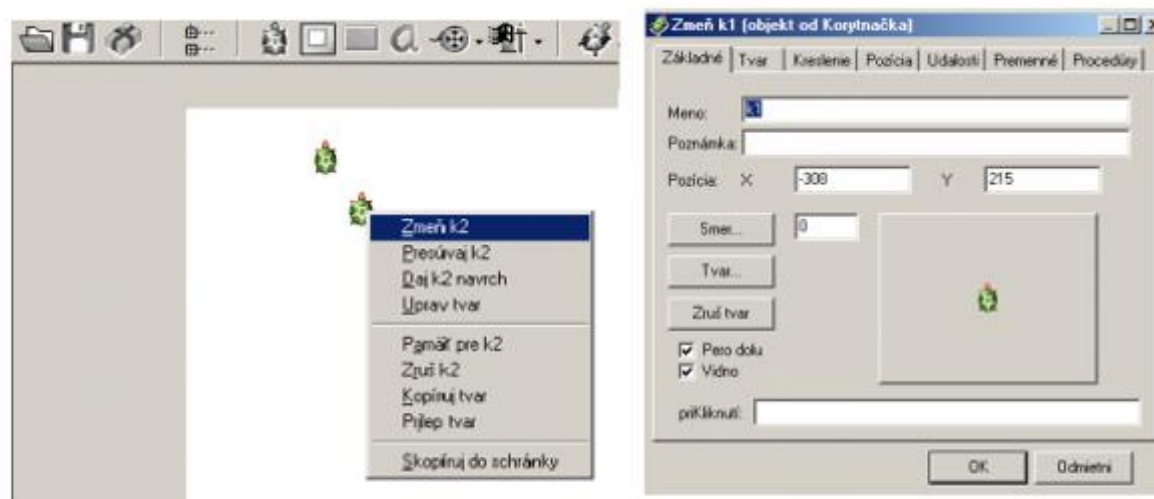 Zmeň k2
Presúvaj k2
Daj k2 navrch
Uprav tvar
Pamäť pre k2
Zruš k2
Kopíruj tvar
Prilep tvar
Skopíruj do schránky
Zmeň k1 (objekt od Korytnačka)
Základné Tvar Kreslenie Pozícia Udalosti Premenné Procedúry
Meno: k1
Poznámka:
Pozícia: X -308 Y 215
Smer... 0
Tvar...
Zruš tvar
Pero dolu
Vidno
priKliknutí:
OK Odmietni